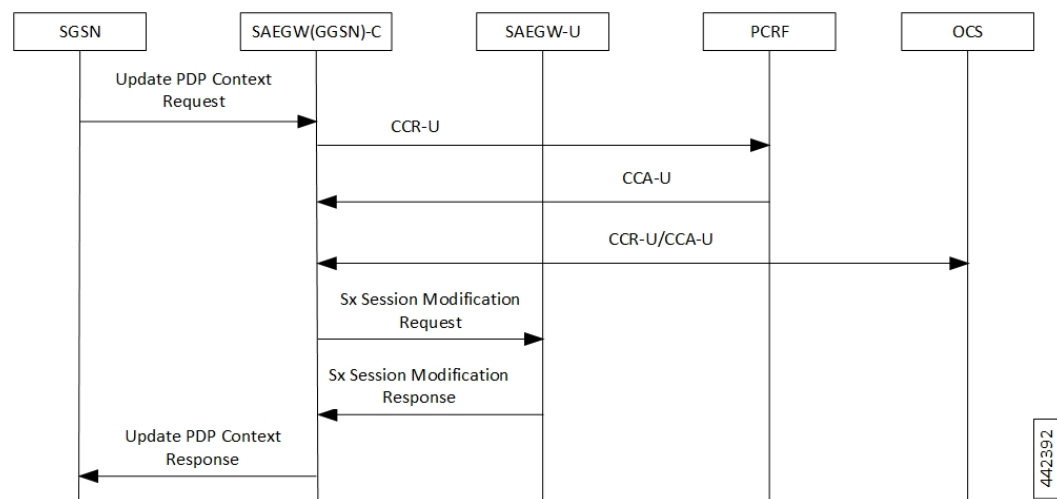 SGSN
SAEGW(GGSN)-C
SAEGW-U
PCRF
OCS
Update PDP Context
Request
CCR-U
CCA-U
CCR-U/CCA-U
Sx Session Modification
Request
Sx Session Modification
Response
Update PDP Context
Response
442392